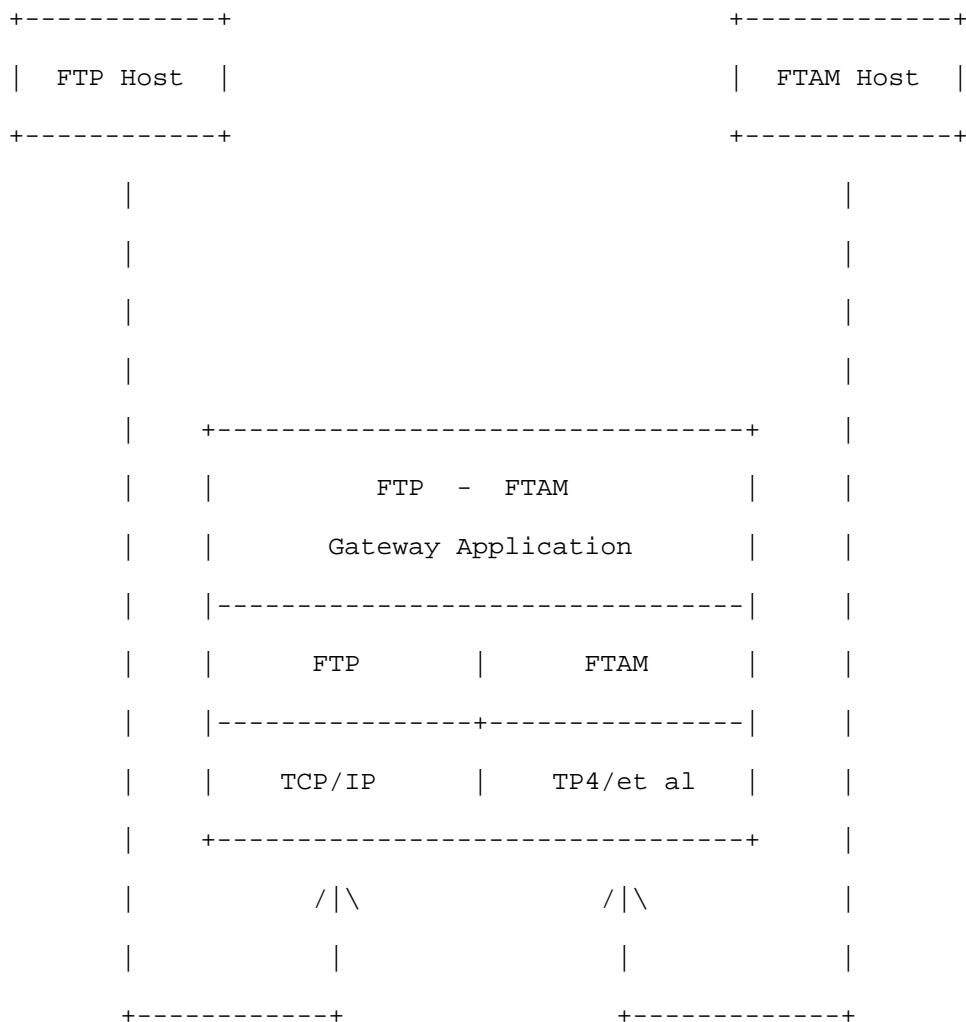 +------------+ +-------------+
| FTP Host | | FTAM Host |
+------------+ +-------------+
| |
| |
| |
| |
| +---------------------------------+ |
| | FTP - FTAM | |
| | Gateway Application | |
| |---------------------------------| |
| | FTP | FTAM | |
| |----------------+----------------| |
| | TCP/IP | TP4/et al | |
| +---------------------------------+ |
| /|\ /|\ |
| | | |
+------------+ +-------------+